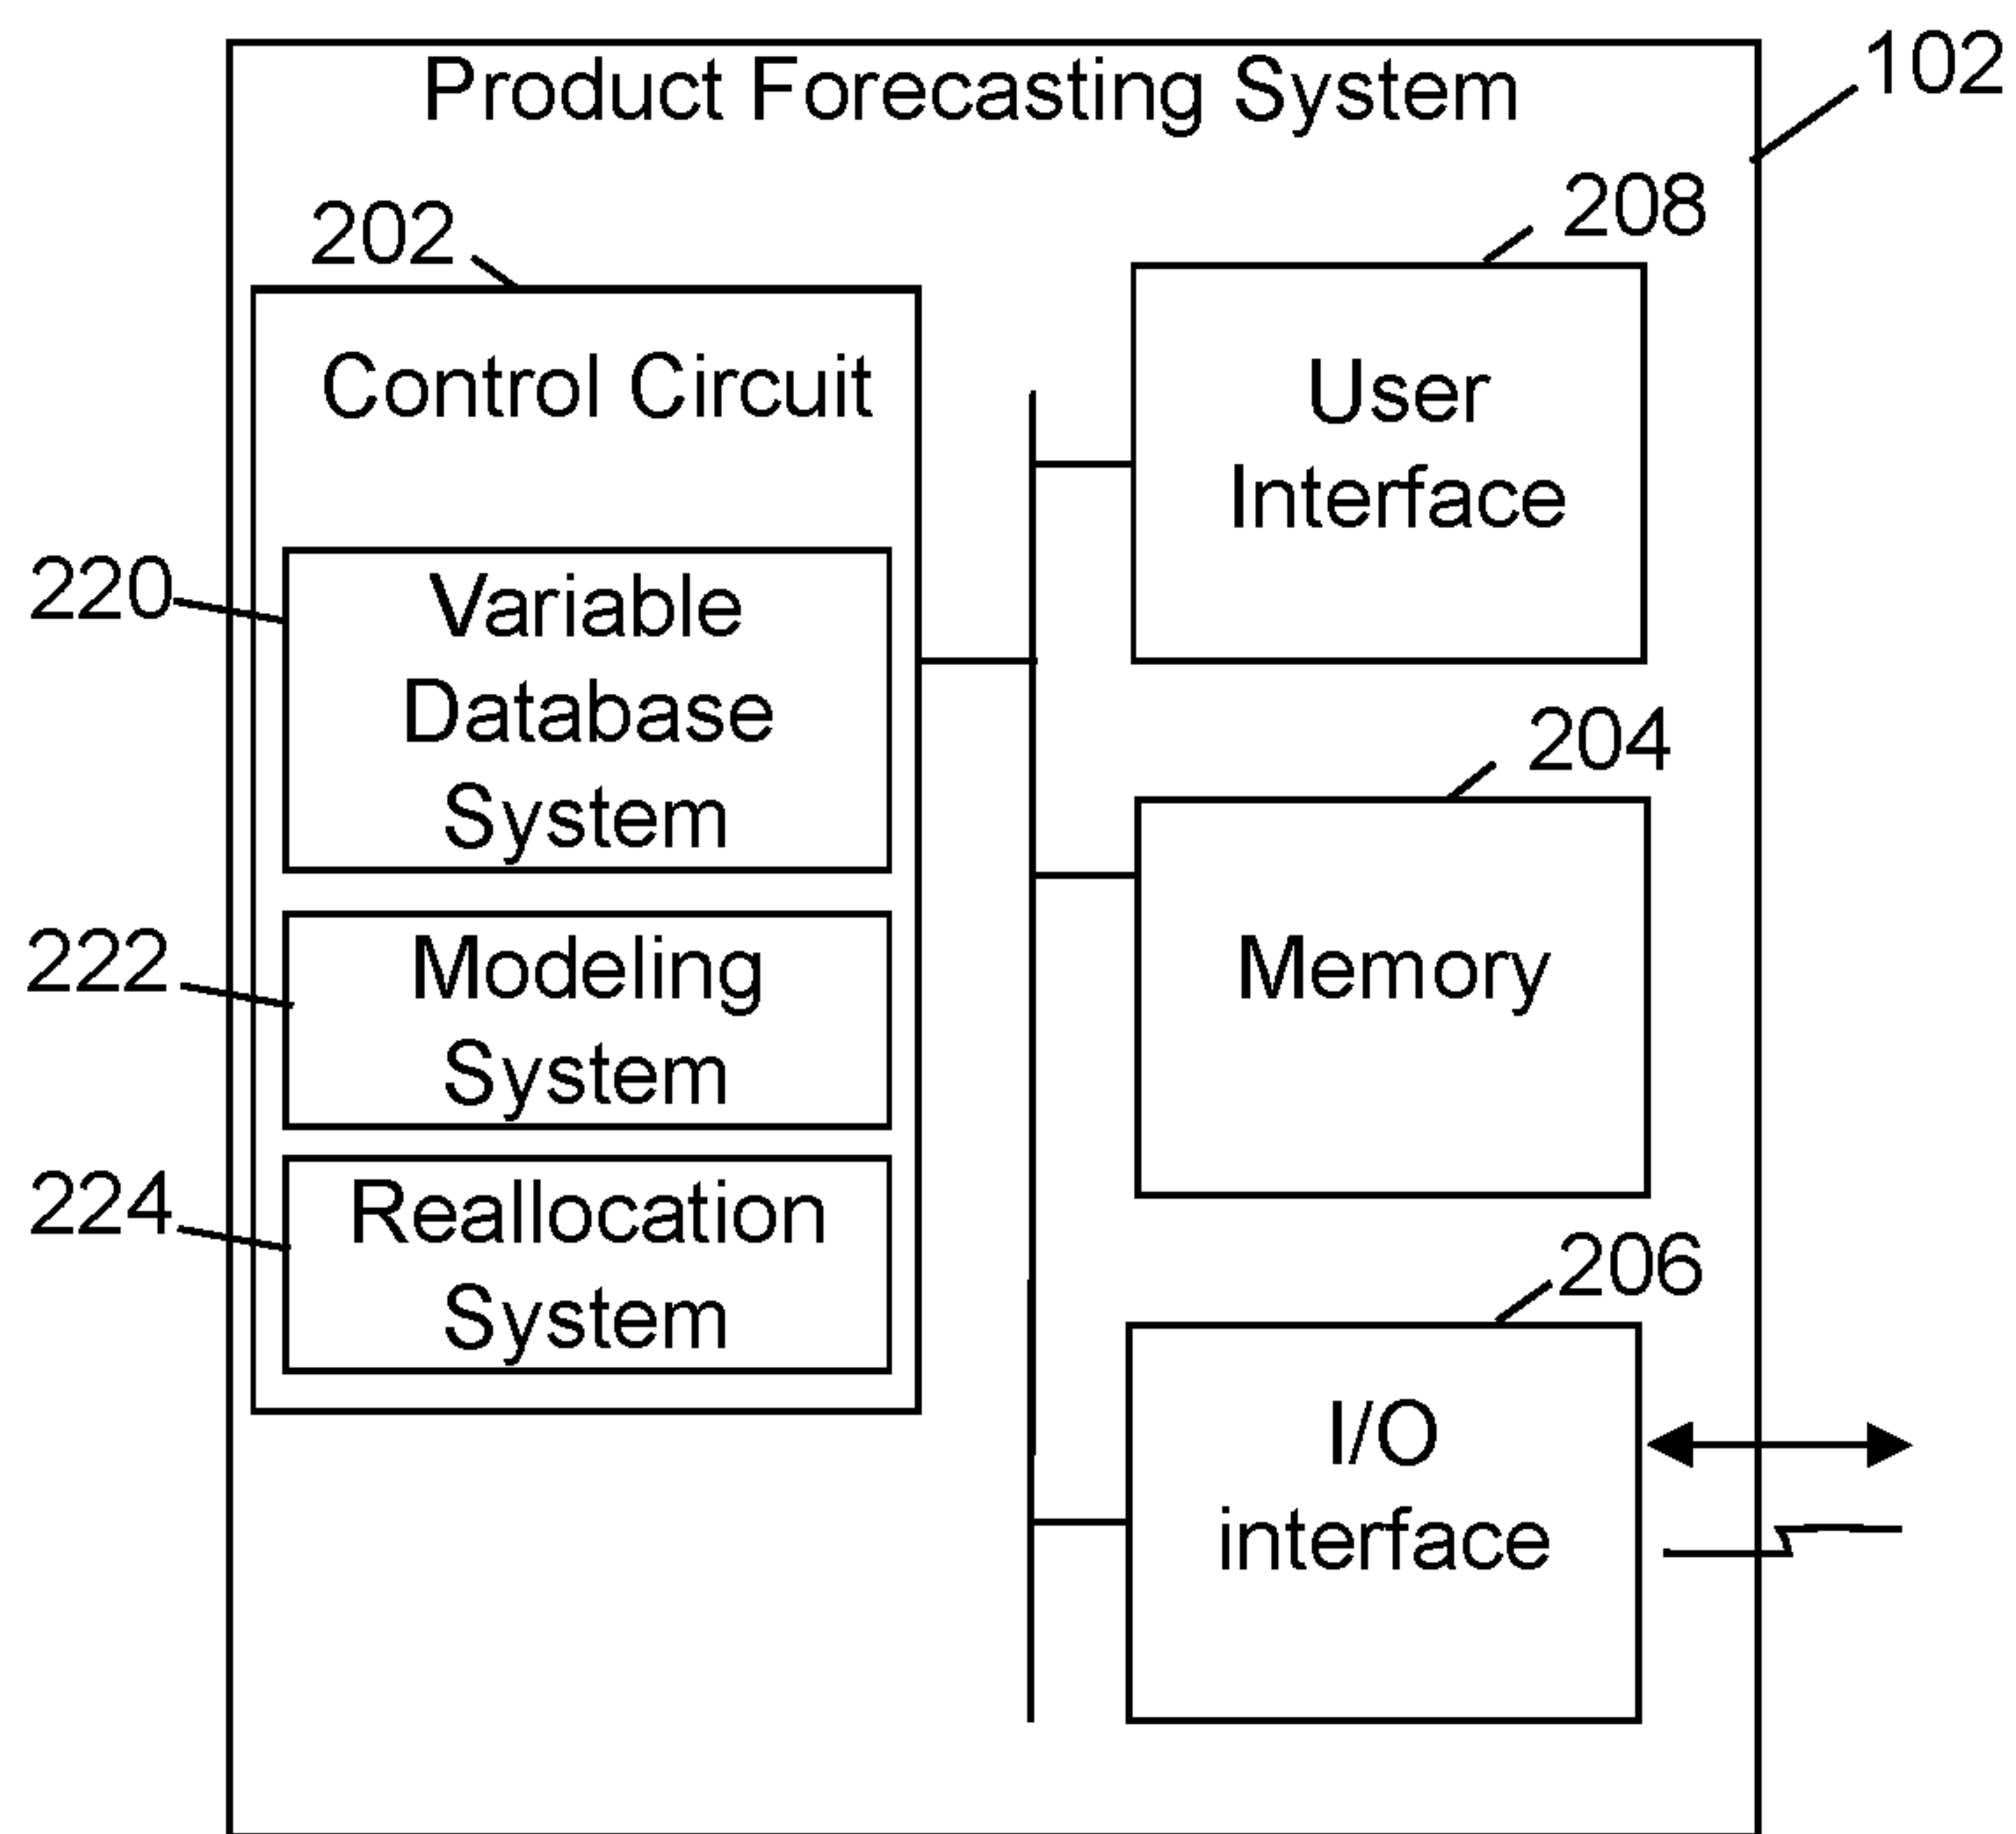 Product Forecasting System
102
202
Control Circuit
220
Variable
Database
System
222
Modeling
System
224
Reallocation
System
208
User
Interface
204
Memory
206
I/O
interface